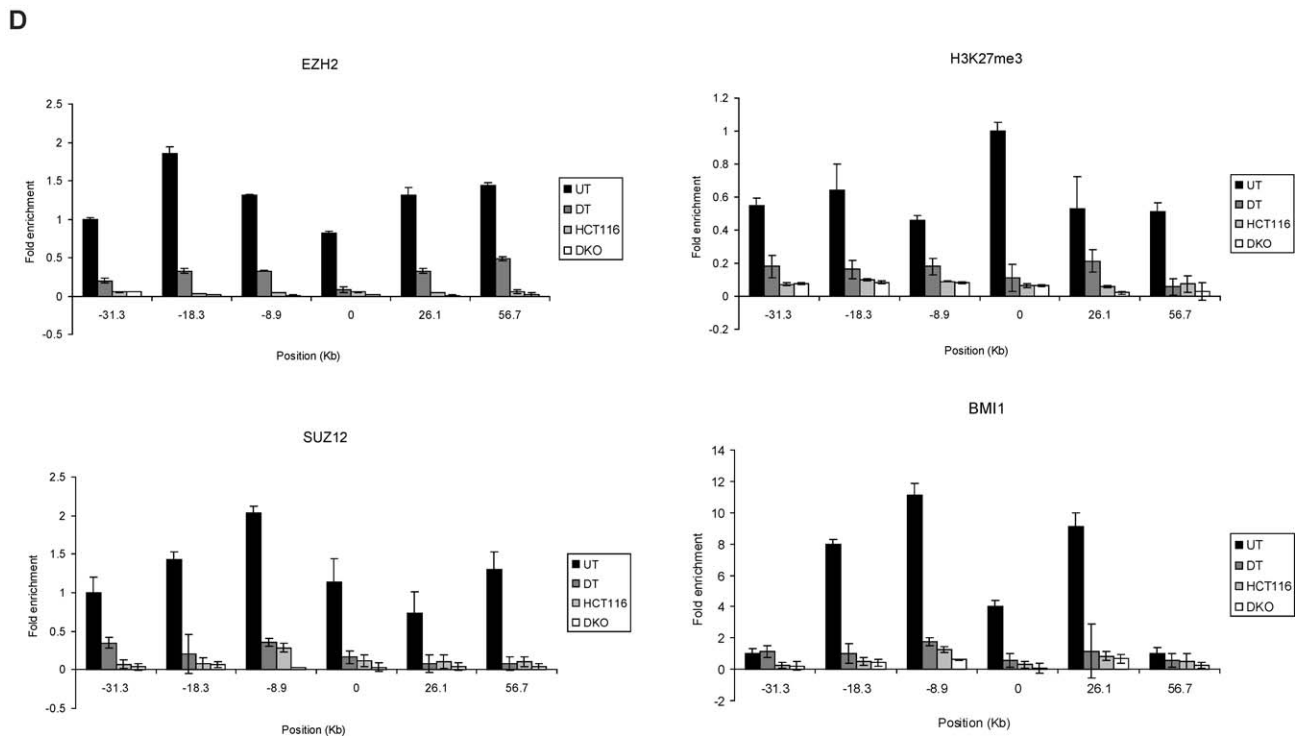 D
EZH2
2.5
2
1.5
1
0.5
0
-0.5
Fold enrichment
-31.3 -18.3 -8.9 0 26.1 56.7
Position (Kb)
UT
DT
HCT116
DKO
H3K27me3
1.2
1
0.8
0.6
0.4
0.2
0
-0.2
Fold enrichment
-31.3 -18.3 -8.9 0 26.1 56.7
Position (Kb)
UT
DT
HCT116
DKO
SUZ12
2.5
2
1.5
1
0.5
0
-0.5
Fold enrichment
-31.3 -18.3 -8.9 0 26.1 56.7
Position (Kb)
UT
DT
HCT116
DKO
BMI1
14
12
10
8
6
4
2
0
-2
Fold enrichment
-31.3 -18.3 -8.9 0 26.1 56.7
Position (Kb)
UT
DT
HCT116
DKO